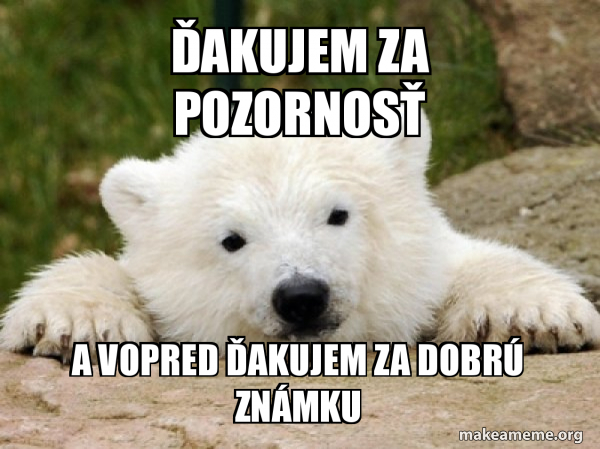 ĎAKUJEM ZA
POZORNOSŤ
A VOPRED ĎAKUJEM ZA DOBRÚ
ZNÁMKU
makeameme.org